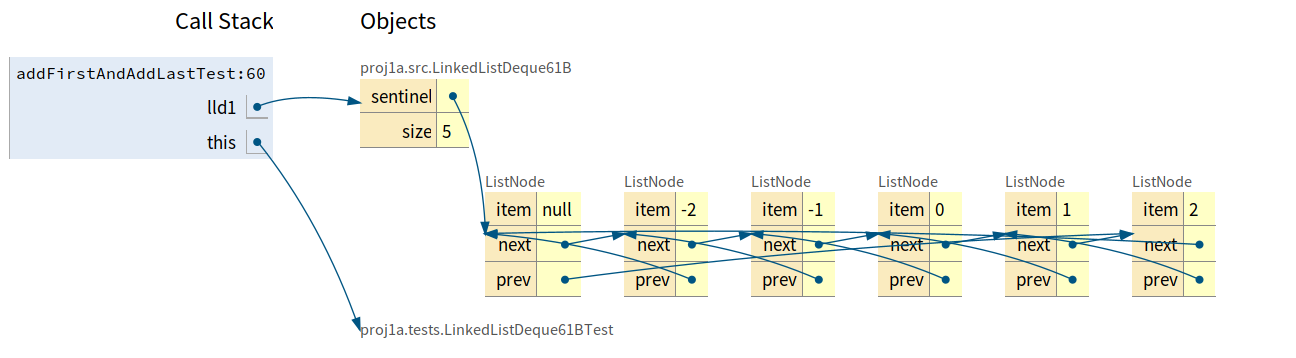 Call Stack Objects
addFirstAndAddLastTest:60
lld1
this
proj1a.src.LinkedListDeque61B
sentinel
size 5
ListNode ListNode ListNode ListNode ListNode ListNode
item null item -2 item -1 item 0 item 1 item 2
next next next next next next
prev prev prev prev prev prev
proj1a.tests.LinkedListDeque61BTest